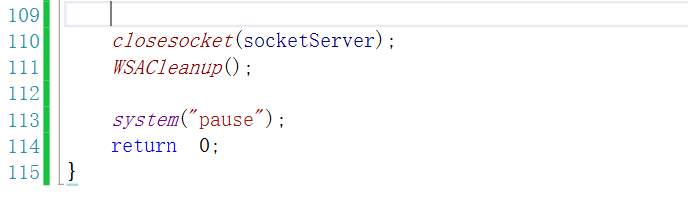 109
110 closesocket(socketServer);
111 WSACleanup();
112
113 system("pause");
114 return 0;
115 }